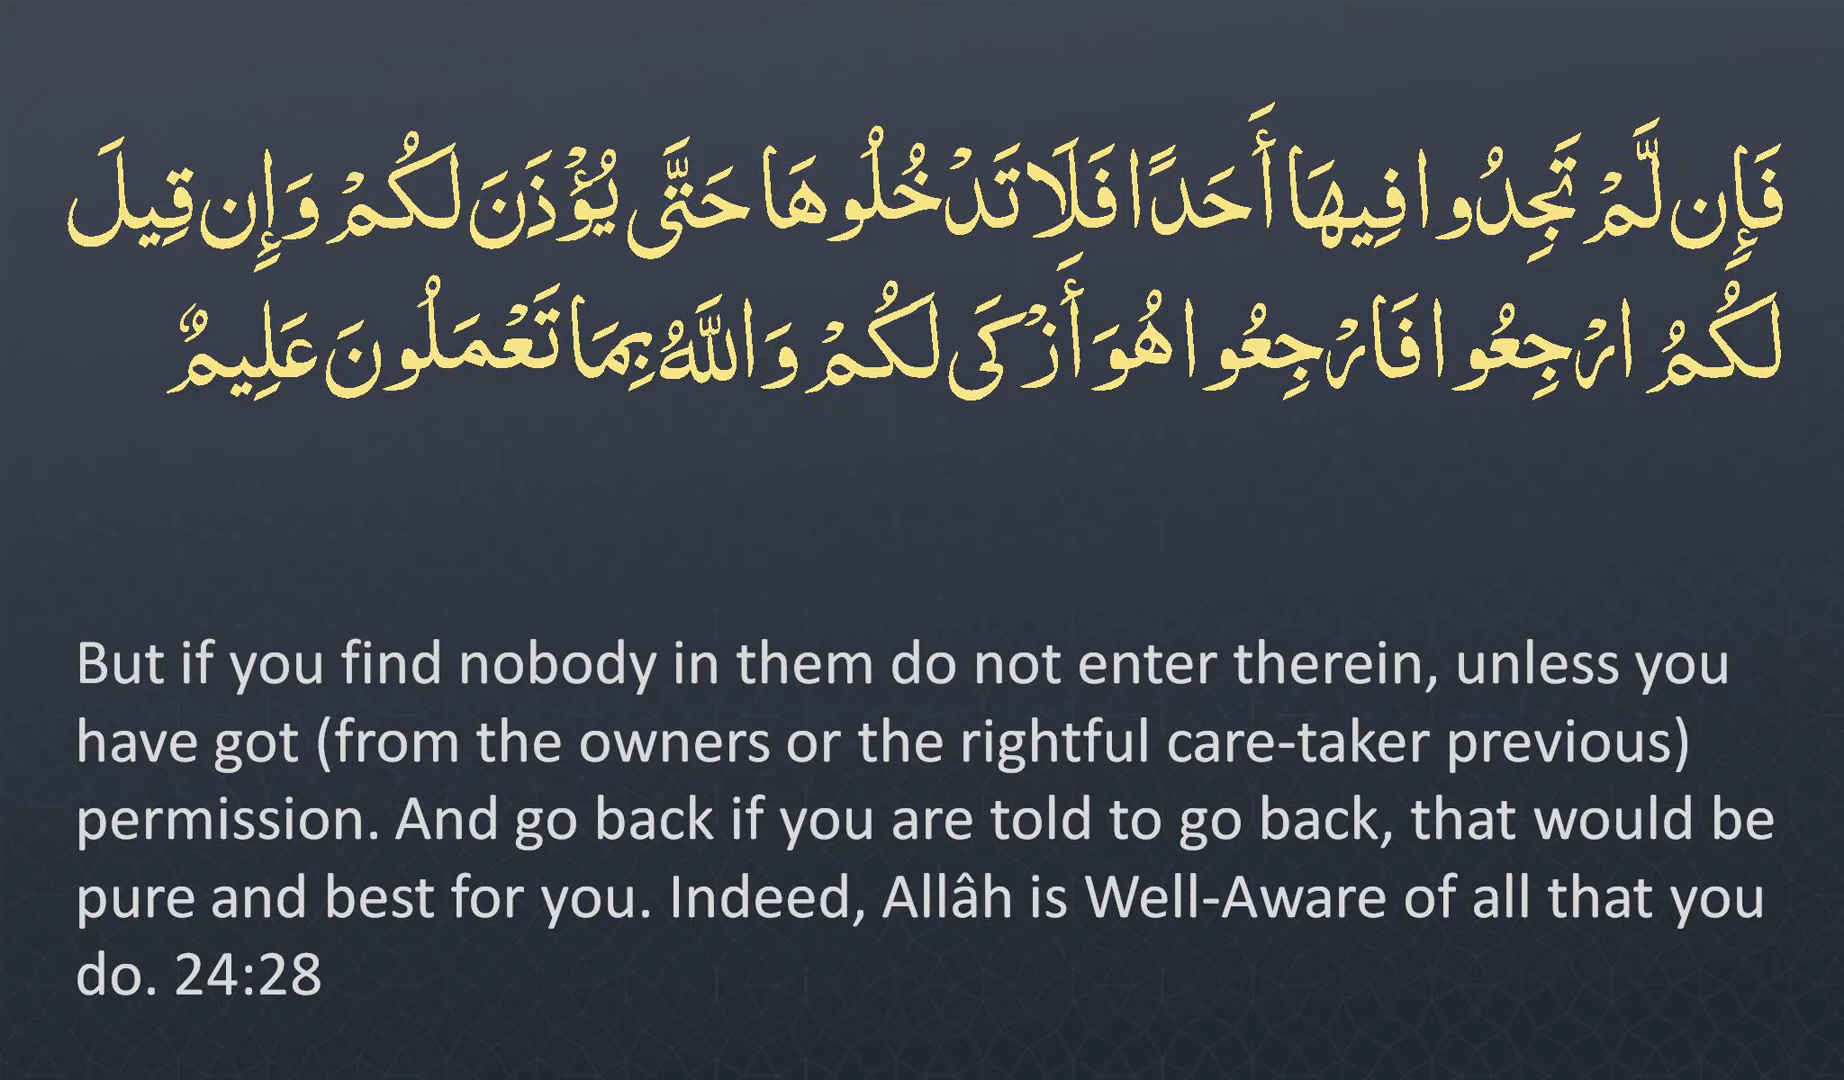 فَإِن لَّمْ تَجِدُوا فِيهَا أَحَدًا فَلَا تَدْخُلُوهَا حَتَّى يُؤْذَنَ لَكُمْ وَإِن قِيلَ
لَكُمُ ارْجِعُوا فَارْجِعُوا هُوَ أَزْكَى لَكُمْ وَاللَّهُ بِمَا تَعْمَلُونَ عَلِيمٌ
But if you find nobody in them do not enter therein, unless you
have got (from the owners or the rightful care-taker previous)
permission. And go back if you are told to go back, that would be
pure and best for you. Indeed, Allâh is Well-Aware of all that you
do. 24:28